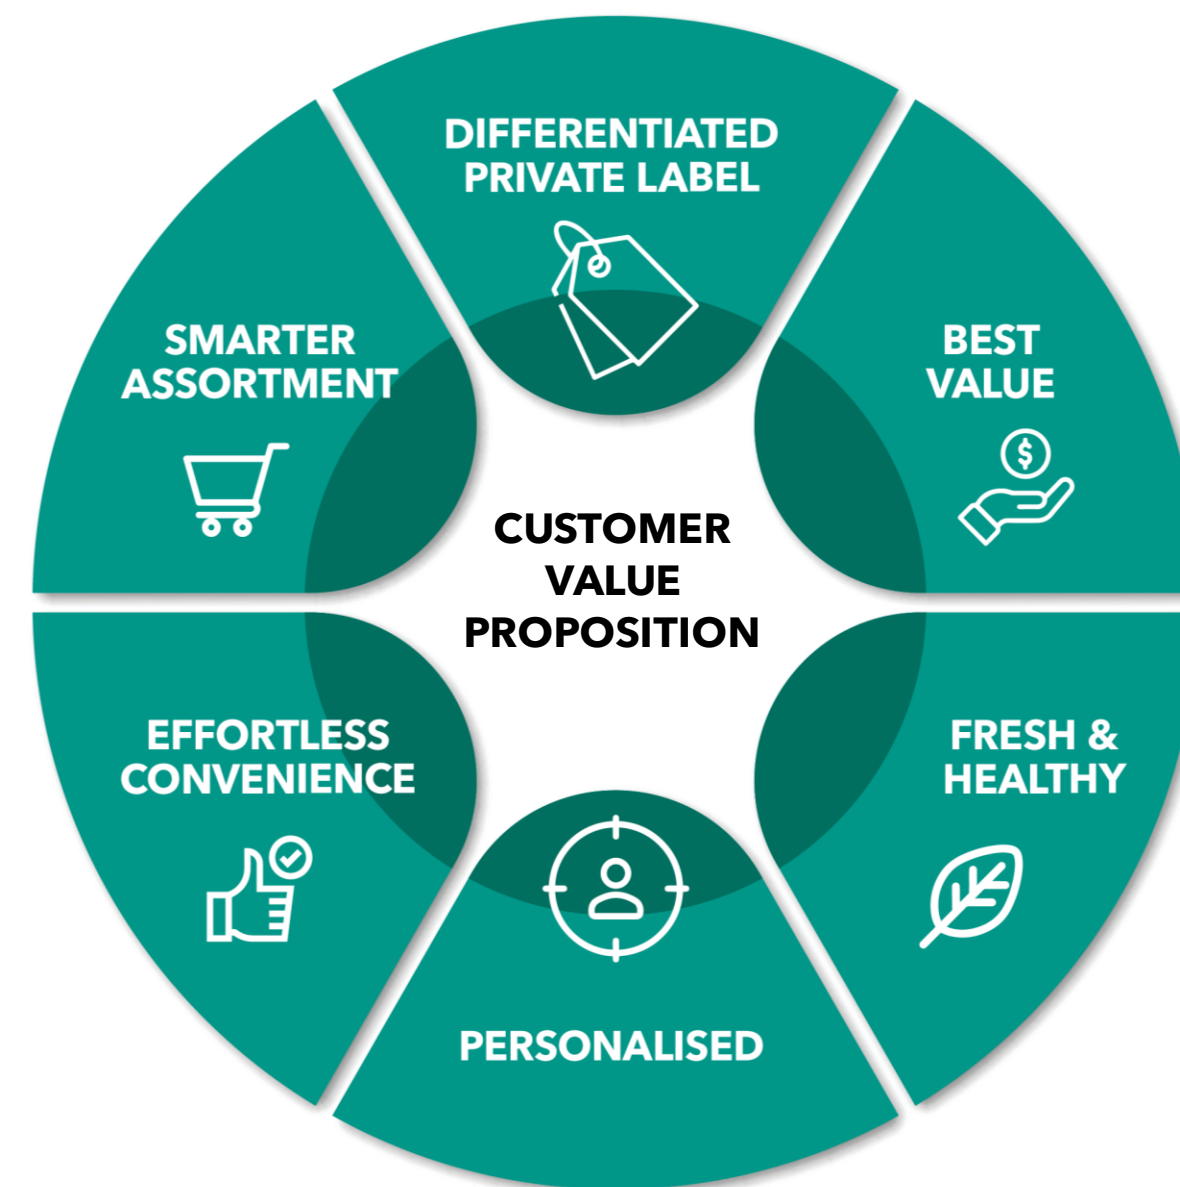 DIFFERENTIATED
PRIVATE LABEL
BEST
VALUE
$
FRESH &
HEALTHY
PERSONALISED
EFFORTLESS
CONVENIENCE
SMARTER
ASSORTMENT
CUSTOMER
VALUE
PROPOSITION